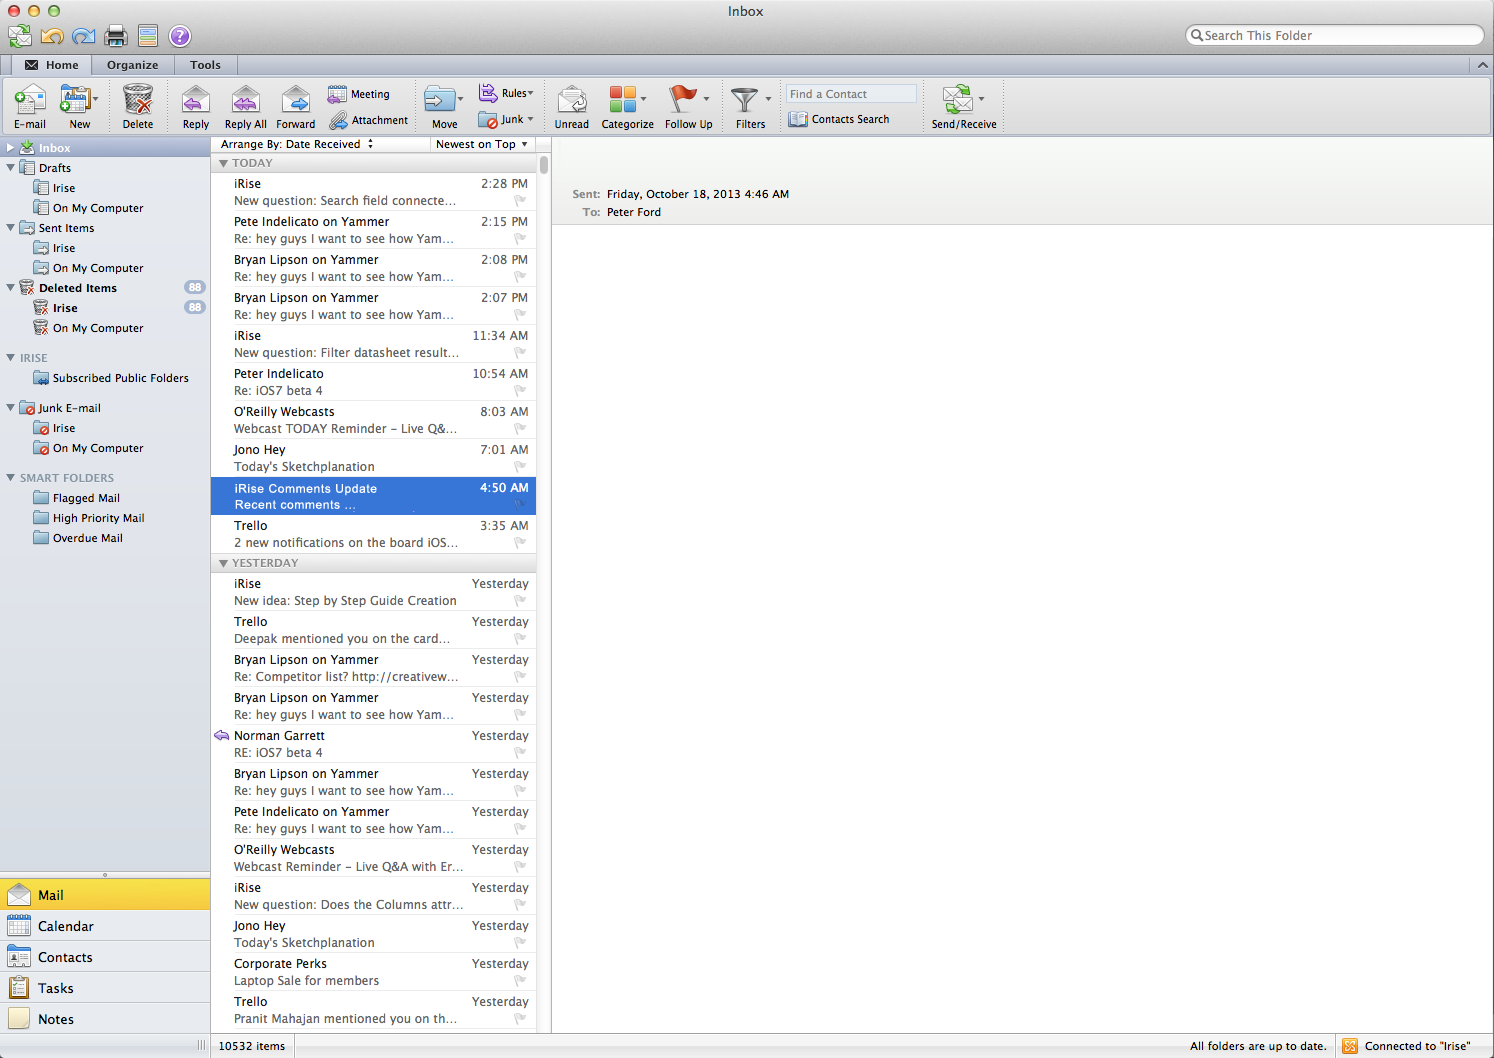 Inbox
Search This Folder
Home Organize Tools
E-mail New Delete Reply Reply All Forward Meeting Attachment Move Rules Junk Unread Categorize Follow Up Filters Find a Contact Contacts Search Send/Receive
Inbox
Drafts
Irise
On My Computer
Sent Items
Irise
On My Computer
Deleted Items 88
Irise 88
On My Computer
IRISE
Subscribed Public Folders
Junk E-mail
Irise
On My Computer
SMART FOLDERS
Flagged Mail
High Priority Mail
Overdue Mail
Mail
Calendar
Contacts
Tasks
Notes
Arrange By: Date Received Newest on Top
TODAY
iRise 2:28 PM
New question: Search field connecte...
Pete Indelicato on Yammer 2:15 PM
Re: hey guys I want to see how Yam...
Bryan Lipson on Yammer 2:08 PM
Re: hey guys I want to see how Yam...
Bryan Lipson on Yammer 2:07 PM
Re: hey guys I want to see how Yam...
iRise 11:34 AM
New question: Filter datasheet result...
Peter Indelicato 10:54 AM
Re: iOS7 beta 4
O'Reilly Webcasts 8:03 AM
Webcast TODAY Reminder - Live Q&...
Jono Hey 7:01 AM
Today's Sketchplanation
iRise Comments Update 4:50 AM
Recent comments ...
Trello 3:35 AM
2 new notifications on the board iOS...
YESTERDAY
iRise Yesterday
New idea: Step by Step Guide Creation
Trello Yesterday
Deepak mentioned you on the card...
Bryan Lipson on Yammer Yesterday
Re: Competitor list? http://creativew...
Bryan Lipson on Yammer Yesterday
Re: hey guys I want to see how Yam...
Norman Garrett Yesterday
RE: iOS7 beta 4
Bryan Lipson on Yammer Yesterday
Re: hey guys I want to see how Yam...
Pete Indelicato on Yammer Yesterday
Re: hey guys I want to see how Yam...
O'Reilly Webcasts Yesterday
Webcast Reminder - Live Q&A with Er...
iRise Yesterday
New question: Does the Columns attr...
Jono Hey Yesterday
Today's Sketchplanation
Corporate Perks Yesterday
Laptop Sale for members
Trello Yesterday
Pranit Mahajan mentioned you on th...
Sent: Friday, October 18, 2013 4:46 AM
To: Peter Ford
10532 items
All folders are up to date. Connected to "Irise"